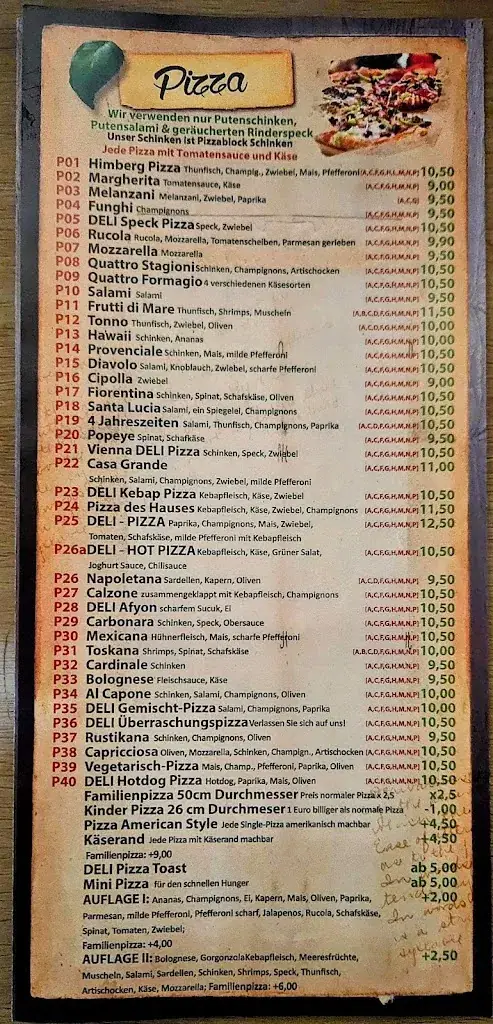 Pizza
Wir verwenden nur Putenschinken,
Putensalami & geräucherten Rinderspeck
Unser Schinken ist Pizzablock Schinken
Jede Pizza mit Tomatensauce und Käse
P01 Himberg Pizza Thunfisch, Champig., Zwiebel, Mais, Pfefferoni [A,C,F,G,H,L,M,N,P] 10,50
P02 Margherita Tomatensauce, Käse [A,C,F,G,H,M,N,P] 9,00
P03 Melanzani Melanzani, Zwiebel, Paprika [A,C,G] 9,50
P04 Funghi Champignons [A,C,F,G,H,M,N,P] 9,50
P05 DELI Speck Pizza Speck, Zwiebel [A,C,F,G,H,M,N,P] 10,50
P06 Rucola Rucola, Mozzarella, Tomatenscheiben, Parmesan gerieben [A,C,F,G,H,M,N,P] 9,90
P07 Mozzarella Mozzarella [A,C,F,G,H,M,N,P] 9,50
P08 Quattro Stagioni Schinken, Champignons, Artischocken [A,C,F,G,H,M,N,P] 10,50
P09 Quattro Formagio 4 verschiedenen Käsesorten [A,C,F,G,H,M,N,P] 10,50
P10 Salami Salami [A,C,F,G,H,M,N,P] 9,50
P11 Frutti di Mare Thunfisch, Shrimps, Muscheln [A,B,C,D,F,G,H,M,N,P] 11,50
P12 Tonno Thunfisch, Zwiebel, Oliven [A,C,D,F,G,H,M,N,P] 10,00
P13 Hawaii Schinken, Ananas [A,C,F,G,H,M,N,P] 10,00
P14 Provenciale Schinken, Mais, milde Pfefferoni [A,C,F,G,H,M,N,P] 10,50
P15 Diavolo Salami, Knoblauch, Zwiebel, scharfe Pfefferoni [A,C,F,G,H,M,N,P] 10,50
P16 Cipolla Zwiebel [A,C,F,G,H,M,N,P] 9,00
P17 Fiorentina Schinken, Spinat, Schafskäse, Oliven [A,C,F,G,H,M,N,P] 10,50
P18 Santa Lucia Salami, ein Spiegelei, Champignons [A,C,F,G,H,M,N,P] 10,50
P19 4 Jahreszeiten Salami, Thunfisch, Champignons, Paprika [A,C,D,F,G,H,M,N,P] 10,50
P20 Popeye Spinat, Schafkäse [A,C,F,G,H,M,N,P] 9,50
P21 Vienna DELI Pizza Schinken, Speck, Zwiebel [A,C,F,G,H,M,N,P] 10,50
P22 Casa Grande [A,C,F,G,H,M,N,P] 11,00
Schinken, Salami, Champignons, Zwiebel, milde Pfefferoni
P23 DELI Kebap Pizza Kebapfleisch, Käse, Zwiebel [A,C,F,G,H,M,N,P] 10,50
P24 Pizza des Hauses Kebapfleisch, Käse, Zwiebel, Champignons [A,C,F,G,H,M,N,P] 11,50
P25 DELI - PIZZA Paprika, Champignons, Mais, Zwiebel, [A,C,F,G,H,M,N,P] 12,50
Tomaten, Schafskäse, milde Pfefferoni mit Kebapfleisch
P26a DELI - HOT PIZZA Kebapfleisch, Käse, Grüner Salat, [A,C,F,G,H,M,N,P] 10,50
Joghurt Sauce, Chilisauce
P26 Napoletana Sardellen, Kapern, Oliven [A,C,D,F,G,H,M,N,P] 9,50
P27 Calzone zusammengeklappt mit Kebapfleisch, Champignons [A,C,F,G,H,M,N,P] 10,50
P28 DELI Afyon scharfem Sucuk, Ei [A,C,F,G,H,M,N,P] 10,50
P29 Carbonara Schinken, Speck, Obersauce [A,C,F,G,H,M,N,P] 10,50
P30 Mexicana Hühnerfleisch, Mais, scharfe Pfefferoni [A,C,F,G,H,M,N,P] 10,50
P31 Toskana Shrimps, Spinat, Schafskäse [A,B,C,F,G,H,M,N,P] 10,00
P32 Cardinale Schinken [A,C,F,G,H,M,N,P] 9,50
P33 Bolognese Fleischsauce, Käse [A,C,F,G,H,M,N,P] 9,50
P34 Al Capone Schinken, Salami, Champignons, Oliven [A,C,F,G,H,M,N,P] 10,00
P35 DELI Gemischt-Pizza Salami, Champignons, Paprika [A,C,F,G,H,M,N,P] 10,00
P36 DELI Überraschungspizza Verlassen Sie sich auf uns! [A,C,F,G,H,M,N,P] 10,50
P37 Rustikana Schinken, Champignons, Oliven [A,C,F,G,H,M,N,P] 9,50
P38 Capricciosa Oliven, Mozzarella, Schinken, Champign., Artischocken [A,C,F,G,H,M,N,P] 10,50
P39 Vegetarisch-Pizza Mais, Champ., Pfefferoni, Paprika, Oliven [A,C,F,G,H,M,N,P] 10,50
P40 DELI Hotdog Pizza Hotdog, Paprika, Mais, Oliven [A,C,F,G,H,M,N,P] 10,50
Familienpizza 50cm Durchmesser Preis normaler Pizza x 2,5 x2,5
Kinder Pizza 26 cm Durchmeser 1 Euro billiger als normale Pizza -1,00
Pizza American Style Jede Single-Pizza amerikanisch machbar +4,50
Käserand Jede Pizza mit Käserand machbar +4,50
Familienpizza: +9,00
DELI Pizza Toast ab 5,00
Mini Pizza für den schnellen Hunger ab 5,00
AUFLAGE I: Ananas, Champignons, Ei, Kapern, Mais, Oliven, Paprika, +2,00
Parmesan, milde Pfefferoni, Pfefferoni scharf, Jalapenos, Rucola, Schafskäse,
Spinat, Tomaten, Zwiebel;
Familienpizza: +4,00
AUFLAGE II: Bolognese, GorgonzolaKebapfleisch, Meeresfrüchte, +2,50
Muscheln, Salami, Sardellen, Schinken, Shrimps, Speck, Thunfisch,
Artischocken, Käse, Mozzarella; Familienpizza: +6,00